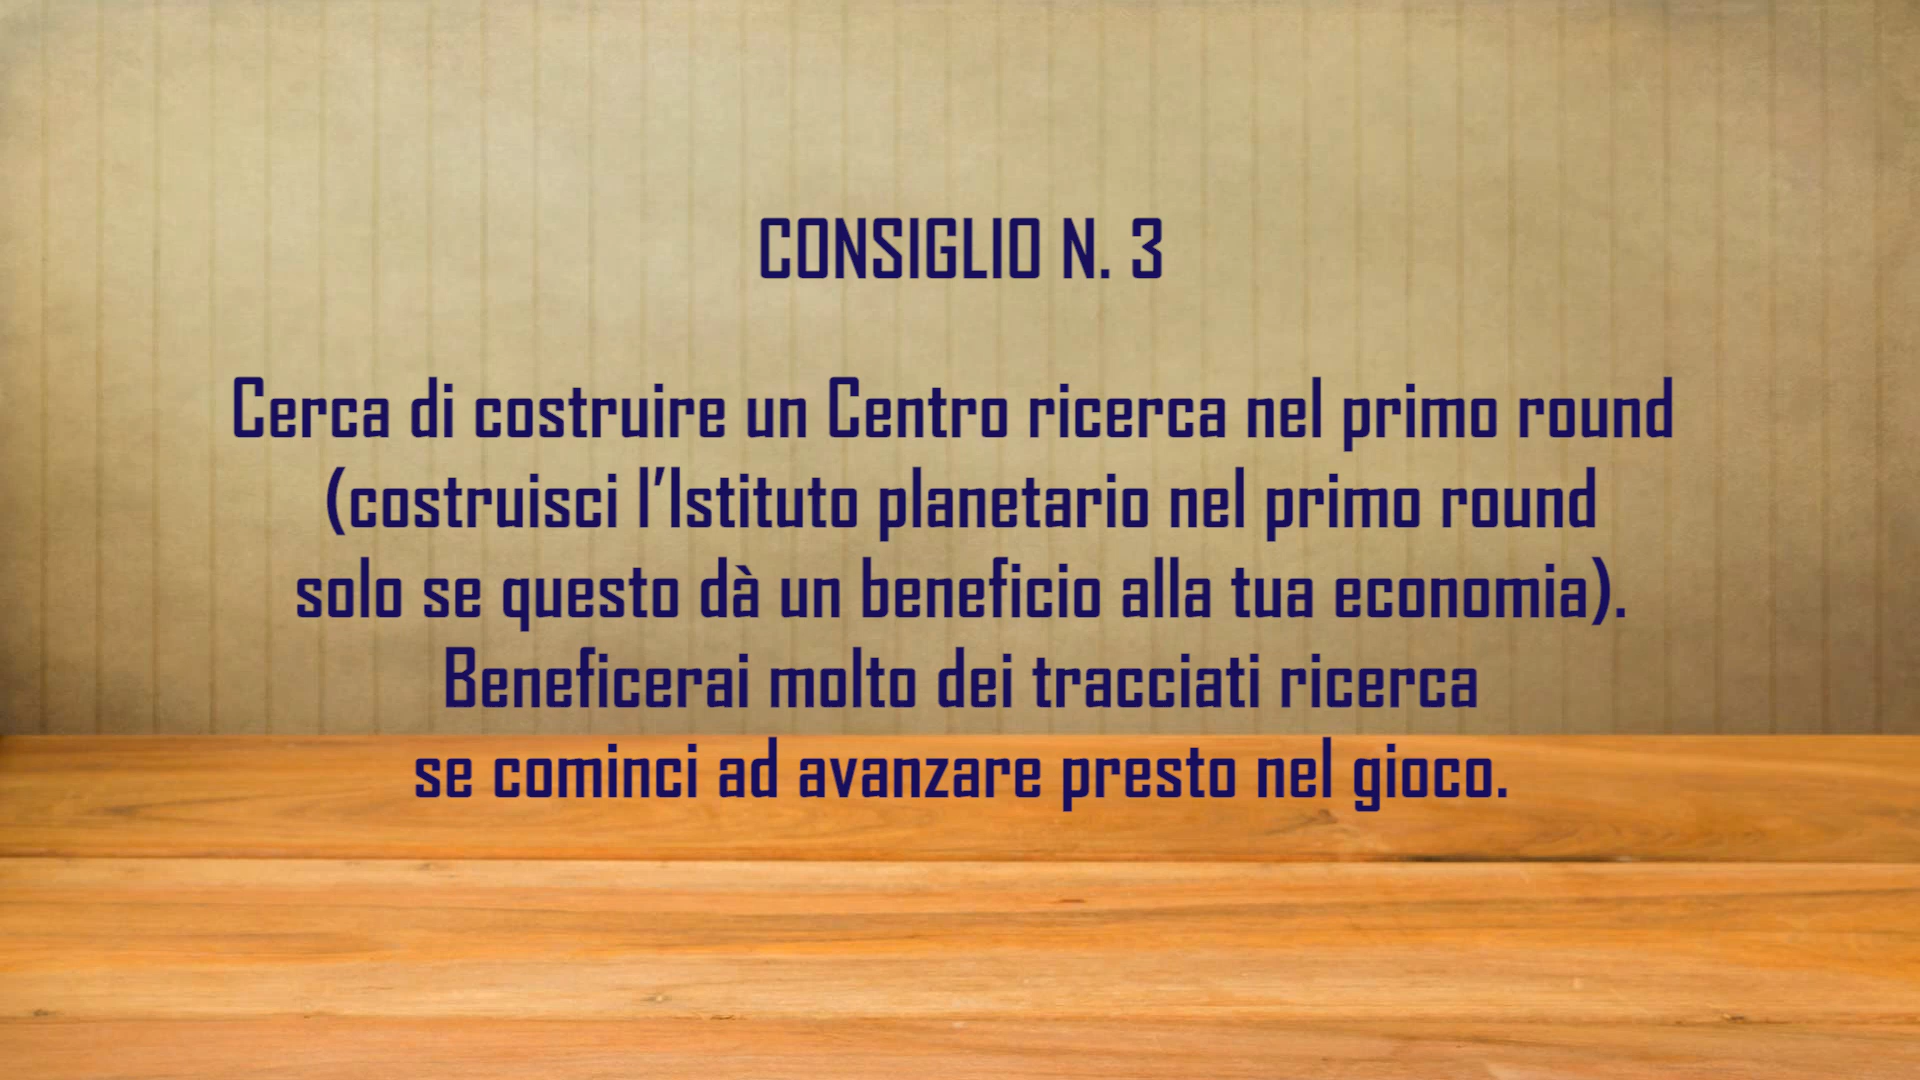 CONSIGLIO N. 3
Cerca di costruire un Centro ricerca nel primo round
(costruisci l’Istituto planetario nel primo round
solo se questo dà un beneficio alla tua economia).
Beneficerai molto dei tracciati ricerca
se cominci ad avanzare presto nel gioco.